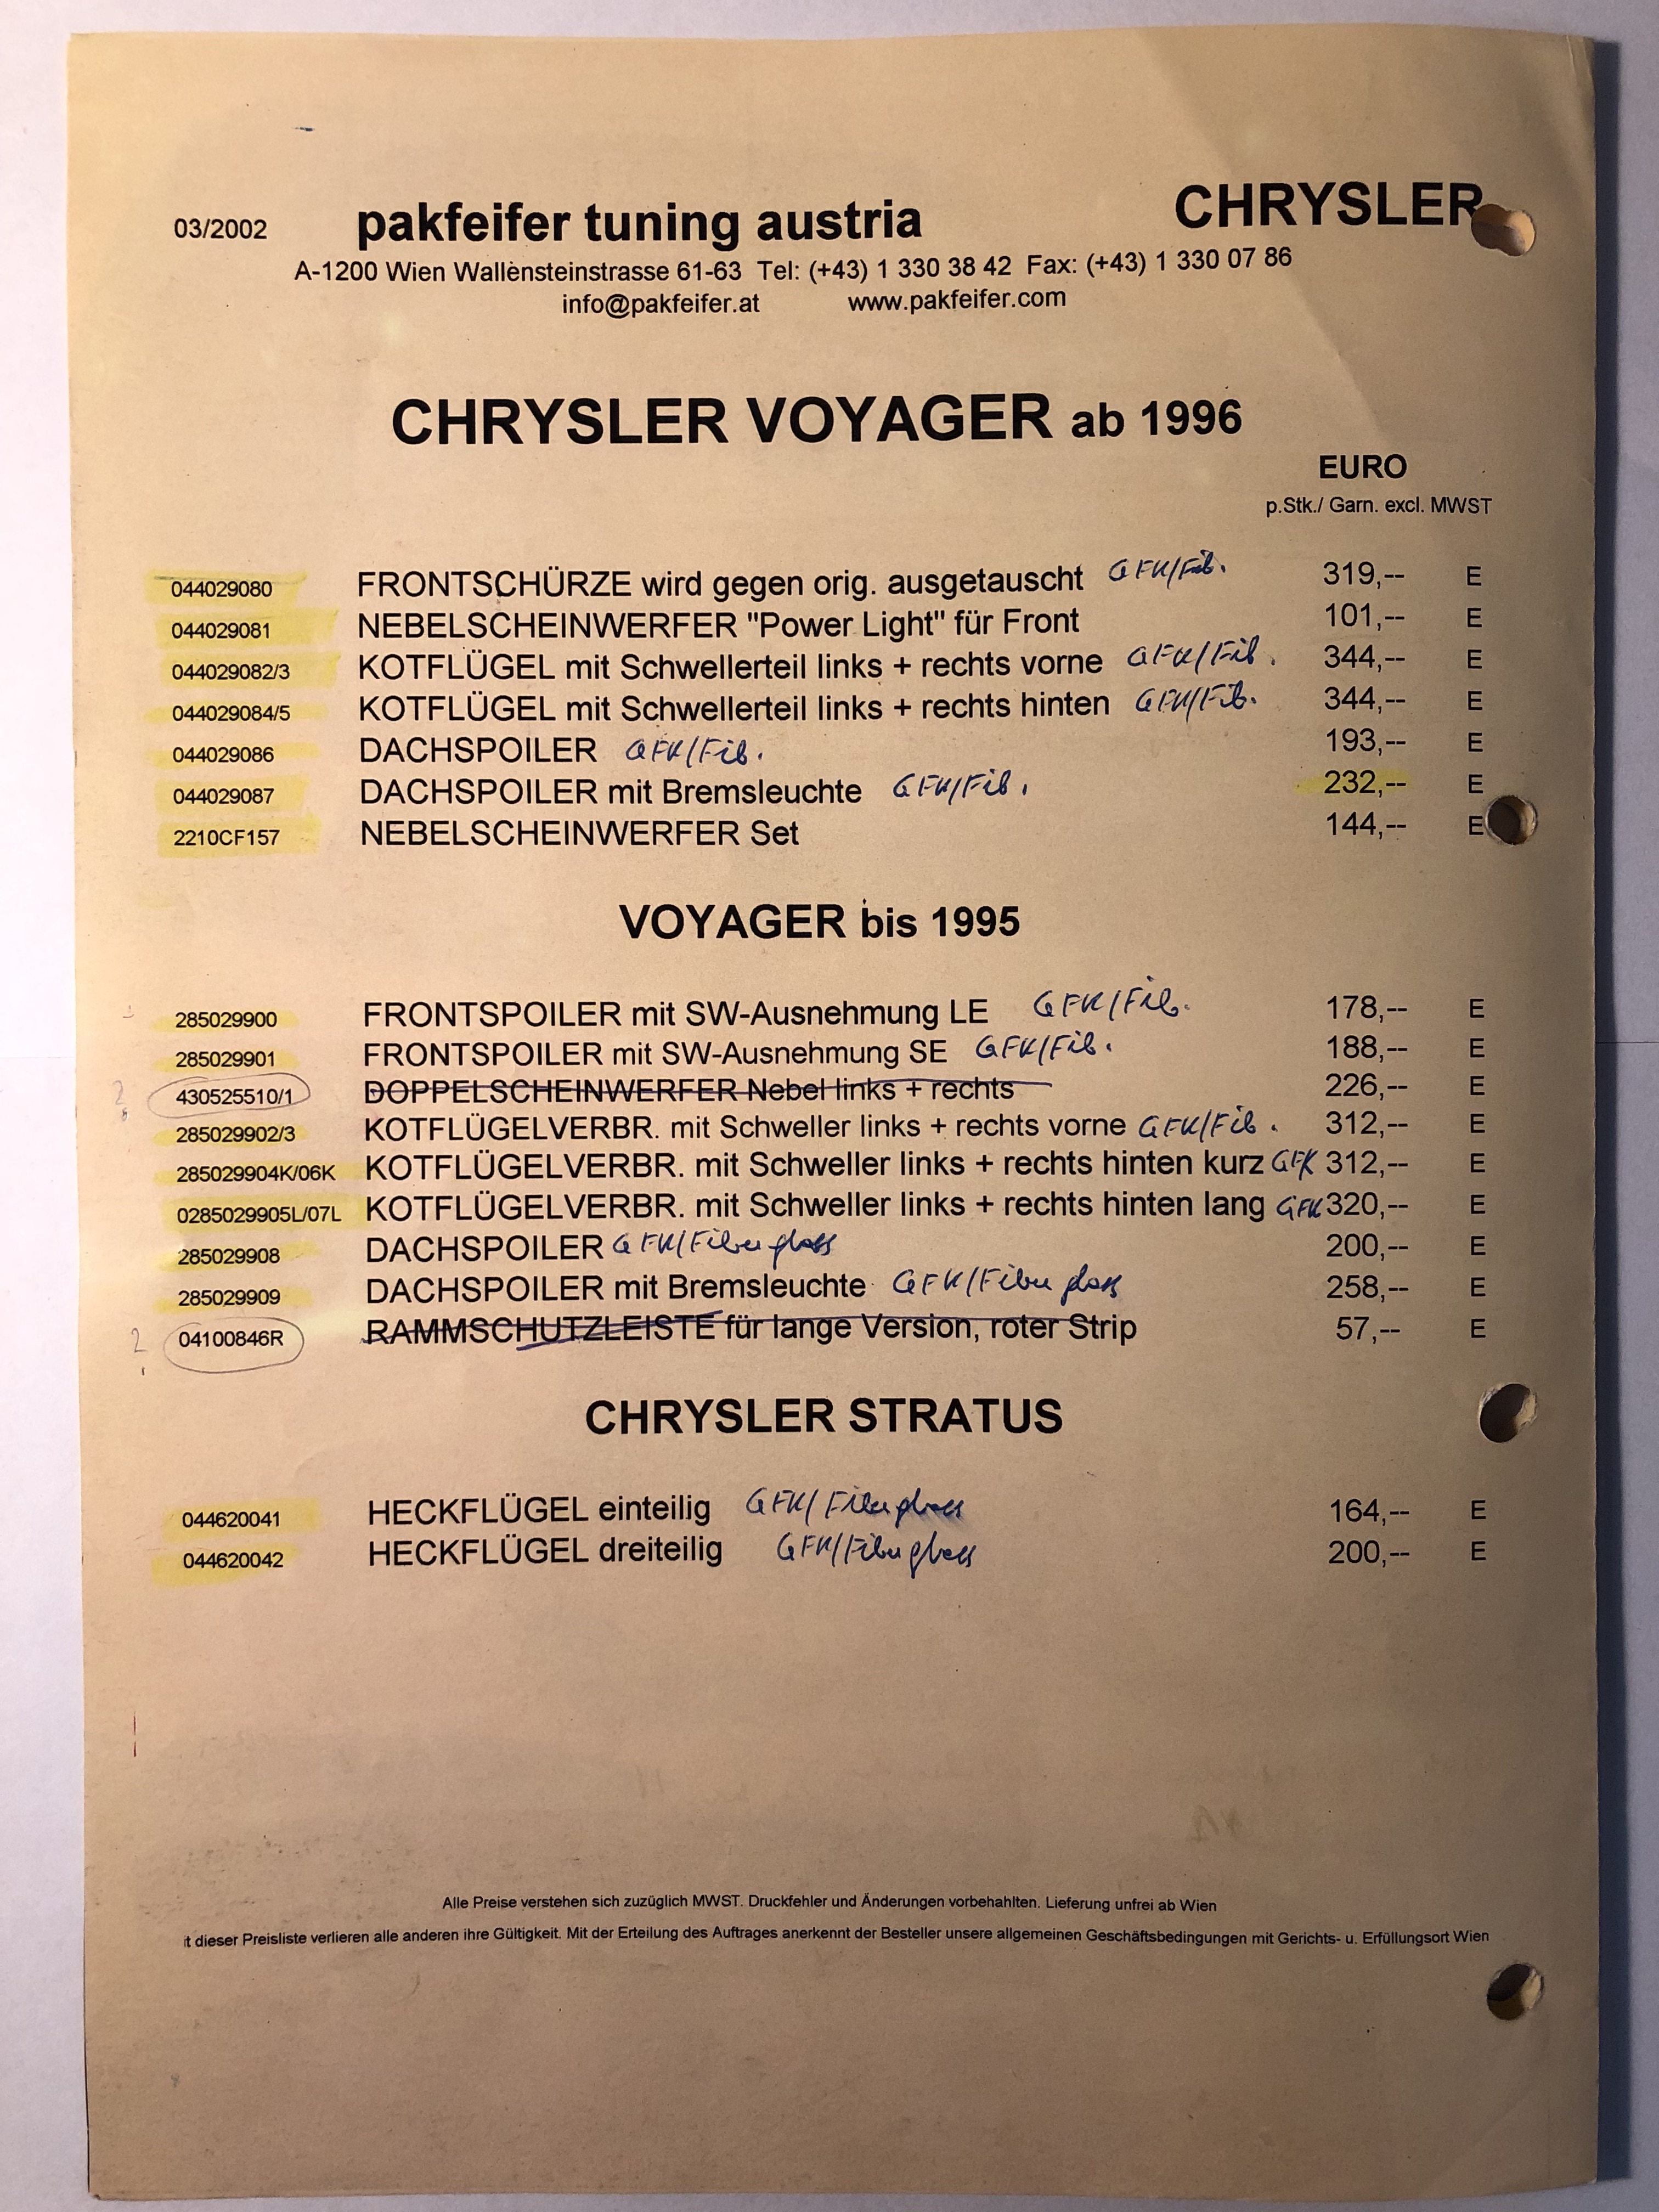 03/2002 pakfeifer tuning austria CHRYSLER
A-1200 Wien Wallensteinstrasse 61-63 Tel: (+43) 1 330 38 42 Fax: (+43) 1 330 07 86
info@pakfeifer.at www.pakfeifer.com
CHRYSLER VOYAGER ab 1996
EURO
p.Stk./ Garn. excl. MWST
044029080 FRONTSCHÜRZE wird gegen orig. ausgetauscht GFK/Fib. 319,-- E
044029081 NEBELSCHEINWERFER "Power Light" für Front 101,-- E
044029082/3 KOTFLÜGEL mit Schwellerteil links + rechts vorne GFK/Fib. 344,-- E
044029084/5 KOTFLÜGEL mit Schwellerteil links + rechts hinten GFK/Fib. 344,-- E
044029086 DACHSPOILER GFK/Fib. 193,-- E
044029087 DACHSPOILER mit Bremsleuchte GFK/Fib. 232,-- E
2210CF157 NEBELSCHEINWERFER Set 144,-- E
VOYAGER bis 1995
285029900 FRONTSPOILER mit SW-Ausnehmung LE GFK/Fib. 178,-- E
285029901 FRONTSPOILER mit SW-Ausnehmung SE GFK/Fib. 188,-- E
? 430525510/1 DOPPELSCHEINWERFER Nebel links + rechts 226,-- E
285029902/3 KOTFLÜGELVERBR. mit Schweller links + rechts vorne GFK/Fib. 312,-- E
285029904K/06K KOTFLÜGELVERBR. mit Schweller links + rechts hinten kurz GFK 312,-- E
0285029905L/07L KOTFLÜGELVERBR. mit Schweller links + rechts hinten lang GFK 320,-- E
285029908 DACHSPOILER GFK/Fiberglass 200,-- E
285029909 DACHSPOILER mit Bremsleuchte GFK/Fiberglass 258,-- E
? 04100846R RAMMSCHUTZLEISTE für lange Version, roter Strip 57,-- E
CHRYSLER STRATUS
044620041 HECKFLÜGEL einteilig GFK/Fiberglass 164,-- E
044620042 HECKFLÜGEL dreiteilig GFK/Fiberglass 200,-- E
Alle Preise verstehen sich zuzüglich MWST. Druckfehler und Änderungen vorbehahlten. Lieferung unfrei ab Wien
it dieser Preisliste verlieren alle anderen ihre Gültigkeit. Mit der Erteilung des Auftrages anerkennt der Besteller unsere allgemeinen Geschäftsbedingungen mit Gerichts- u. Erfüllungsort Wien